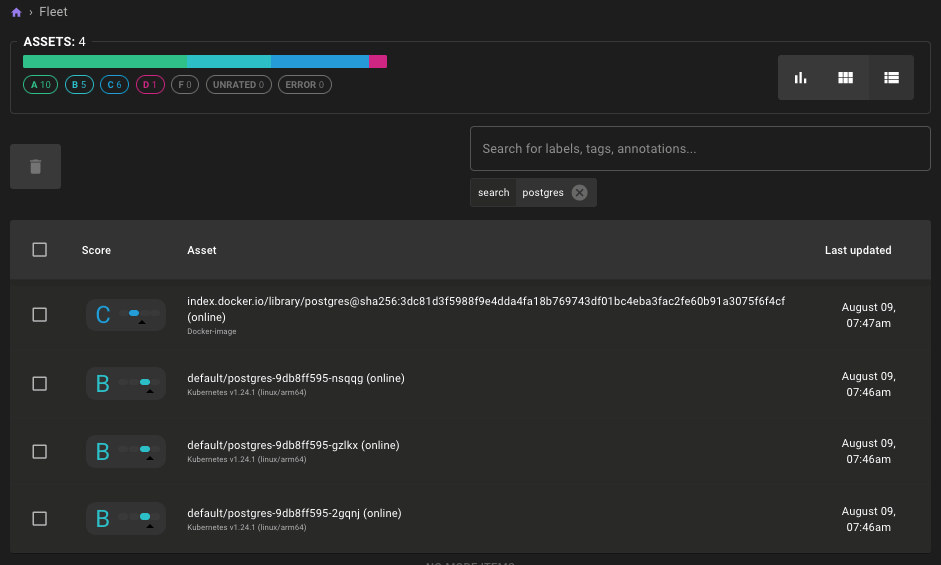 › Fleet
ASSETS: 4
A 10 B 5 C 6 D 1 F 0 UNRATED 0 ERROR 0
Search for labels, tags, annotations...
search postgres
Score Asset Last updated
C
index.docker.io/library/postgres@sha256:3dc81d3f5988f9e4dda4fa18b769743df01bc4eba3fac2fe60b91a3075f6f4cf
(online)
Docker-image
August 09,
07:47am
B
default/postgres-9db8ff595-nsqqg (online)
Kubernetes v1.24.1 (linux/arm64)
August 09,
07:46am
B
default/postgres-9db8ff595-gzlkx (online)
Kubernetes v1.24.1 (linux/arm64)
August 09,
07:46am
B
default/postgres-9db8ff595-2gqnj (online)
Kubernetes v1.24.1 (linux/arm64)
August 09,
07:46am
NO MORE ITEMS